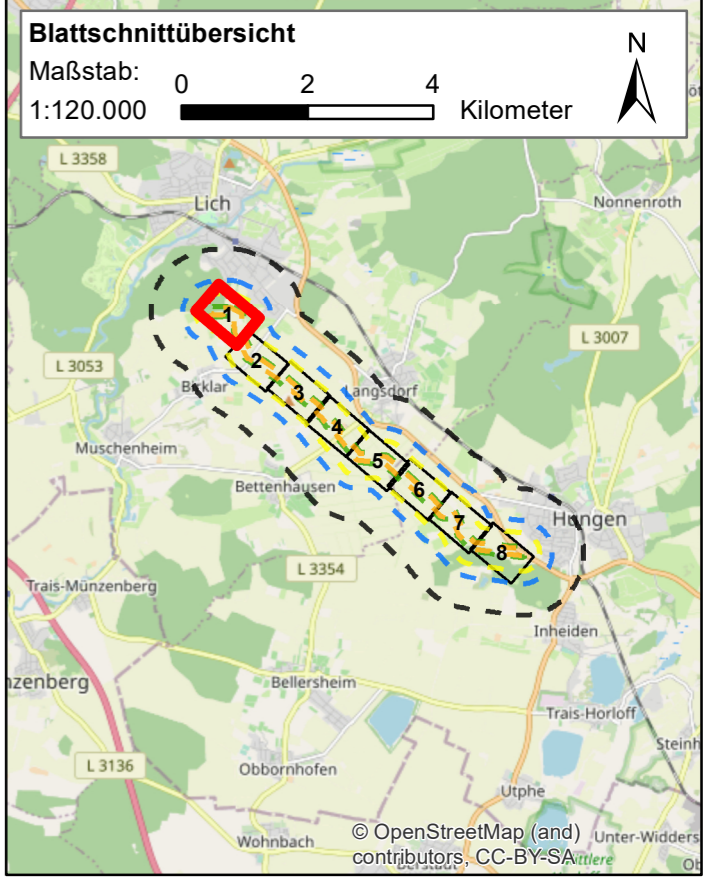 Blattschnittübersicht
Maßstab:
1:120.000
0 2 4
Kilometer
N
L 3358
Lich
Nonnenroth
L 3007
1
L 3053
2
Birklar
3
Langsdorf
4
Muschenheim
5
Bettenhausen
6
7
Hungen
8
L 3354
Trais-Münzenberg
Inheiden
nzenberg
Bellersheim
Trais-Horloff
Steinh
L 3136
Obbornhofen
Utphe
Wohnbach
© OpenStreetMap (and)
contributors, CC-BY-SA
Unter-Widders